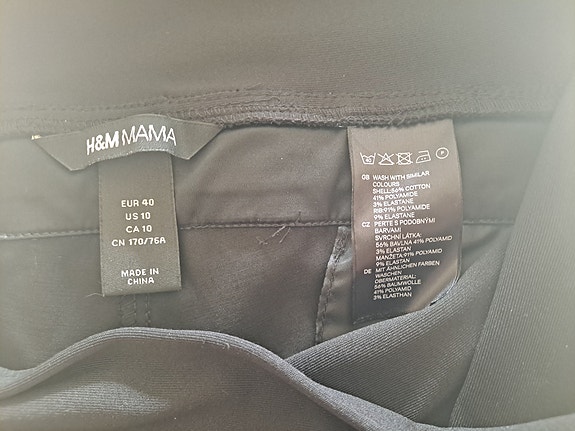 H&M MAMA
EUR 40
US 10
CA 10
CN 170/76A
MADE IN
CHINA
GB WASH WITH SIMILAR
COLOURS
SHELL:56% COTTON
41% POLYAMIDE
3% ELASTANE
RIB:91% POLYAMIDE
9% ELASTANE
CZ PERTE S PODOBNÝMI
BARVAMI
SVRCHNÍ LÁTKA:
56% BAVLNA 41% POLYAMID
3% ELASTAN
MANŽETA:91% POLYAMID
9% ELASTAN
DE MIT ÄHNLICHEN FARBEN
WASCHEN
OBERMATERIAL:
56% BAUMWOLLE
41% POLYAMID
3% ELASTHAN